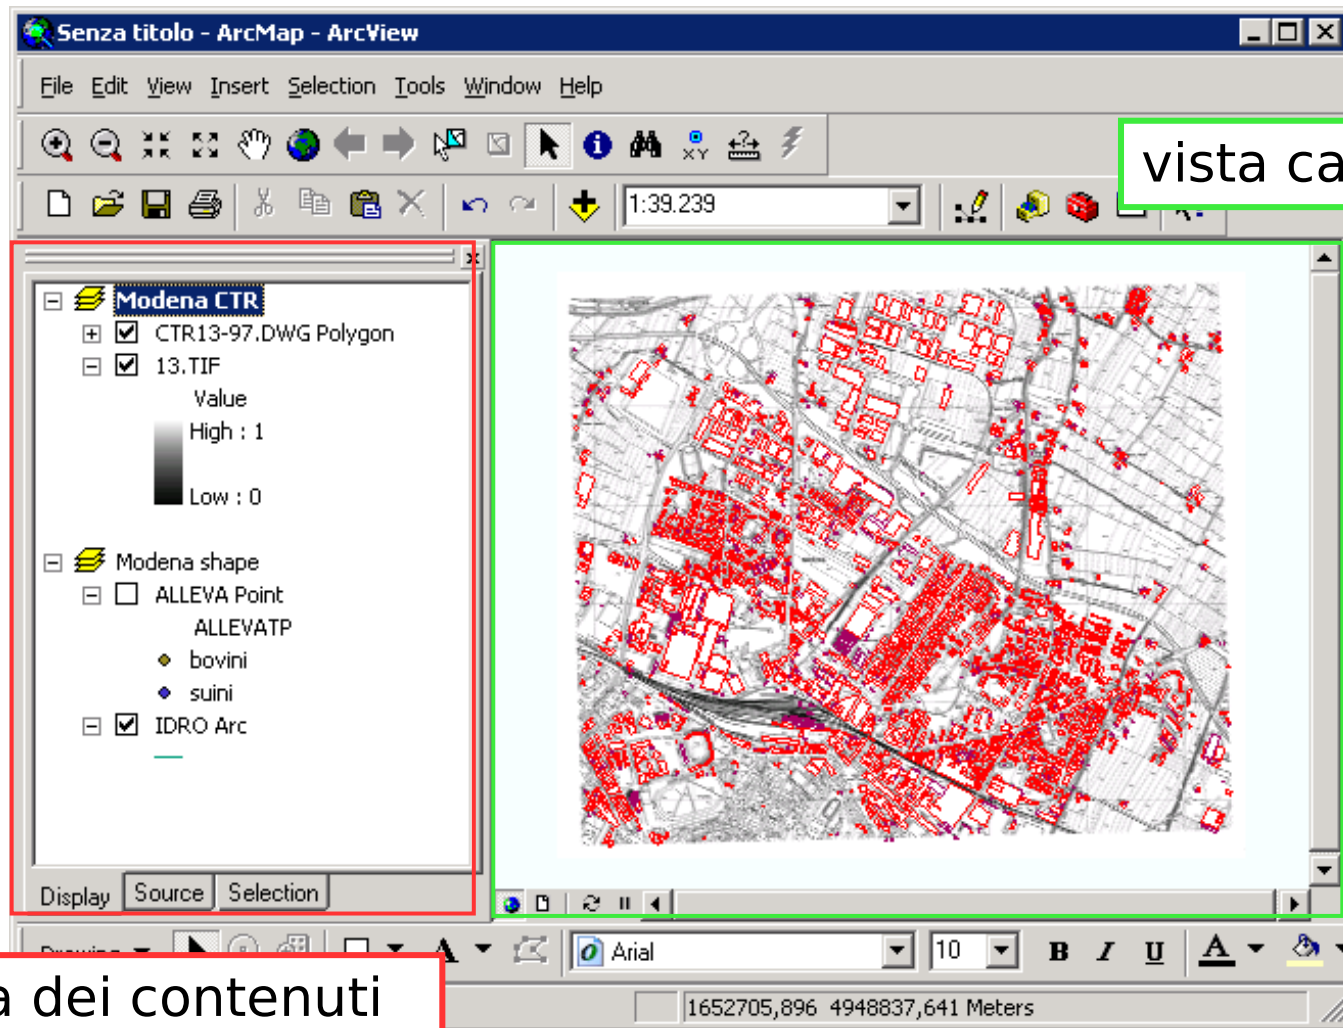 Senza titolo - ArcMap - ArcView
File Edit View Insert Selection Tools Window Help
XY
vista ca
1:39.239
Modena CTR
CTR13-97.DWG Polygon
13.TIF
Value
High : 1
Low : 0
Modena shape
ALLEVA Point
ALLEVATP
bovini
suini
IDRO Arc
Display Source Selection
Drawing A Arial 10 B I U A
a dei contenuti
1652705,896 4948837,641 Meters